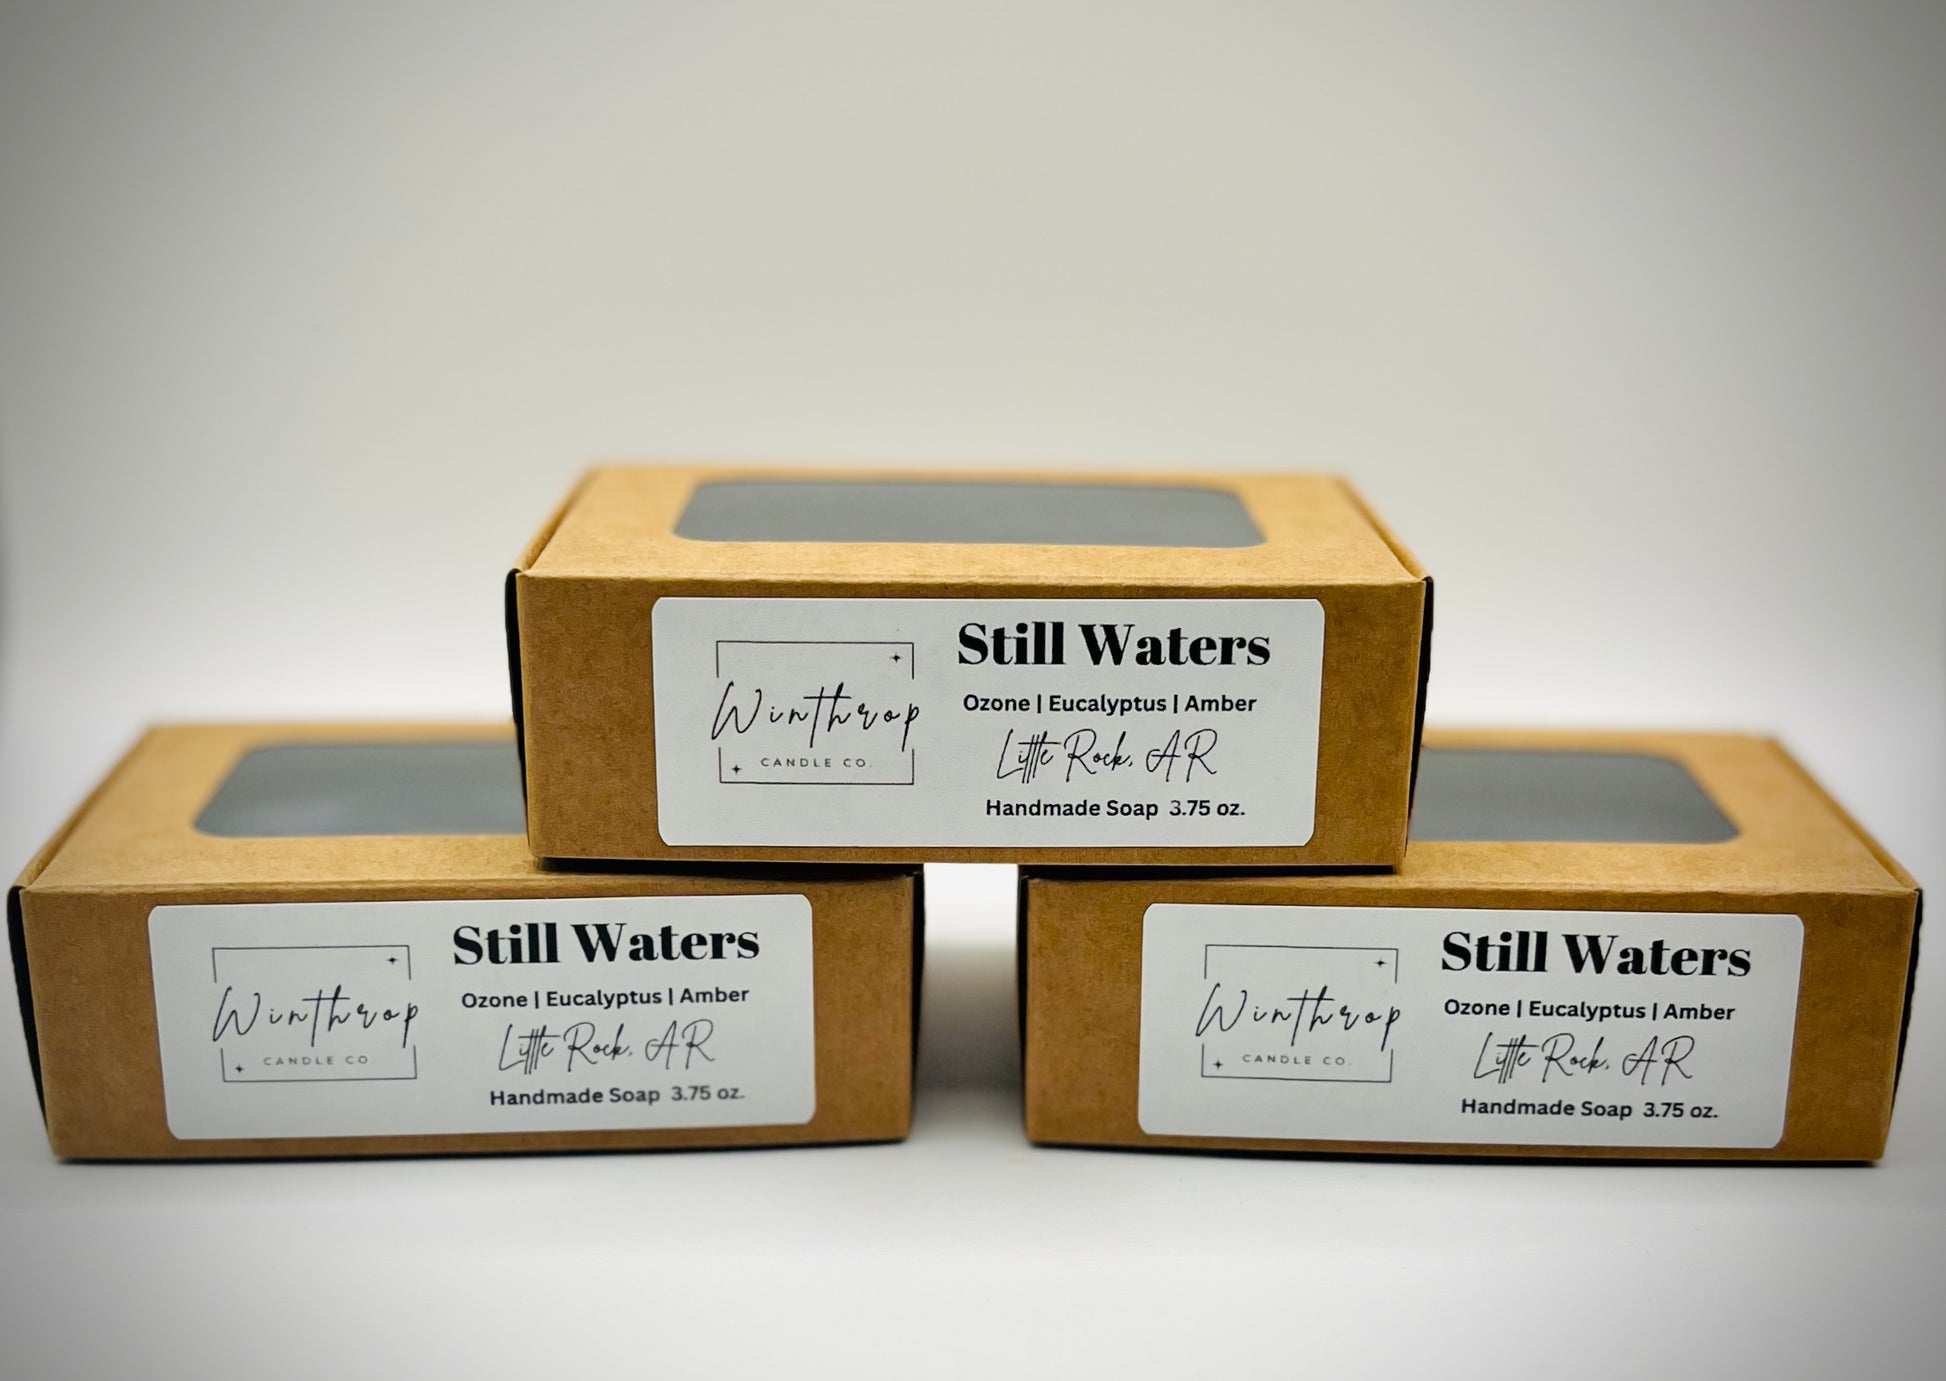 Winthrop
CANDLE CO.
Still Waters
Ozone | Eucalyptus | Amber
Little Rock, AR
Handmade Soap 3.75 oz.
Winthrop
CANDLE CO.
Still Waters
Ozone | Eucalyptus | Amber
Little Rock, AR
Handmade Soap 3.75 oz.
Winthrop
CANDLE CO.
Still Waters
Ozone | Eucalyptus | Amber
Little Rock, AR
Handmade Soap 3.75 oz.